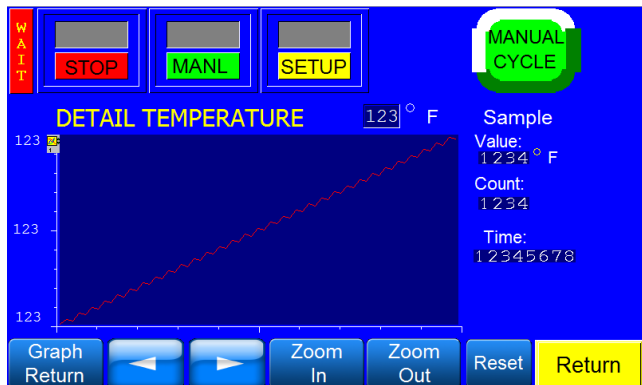 WAIT
STOP
MANL
SETUP
MANUAL
CYCLE
DETAIL TEMPERATURE 123 ° F
Sample
Value:
1234 ° F
Count:
1234
Time:
12345678
123
123
123
Graph
Return
Zoom
In
Zoom
Out
Reset
Return